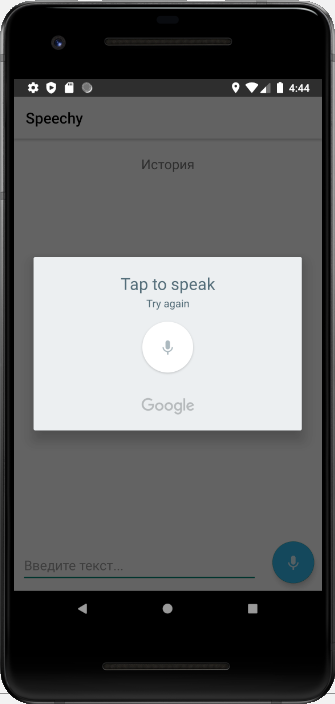 4:44
Speechy
История
Tap to speak
Try again
Google
Введите текст...